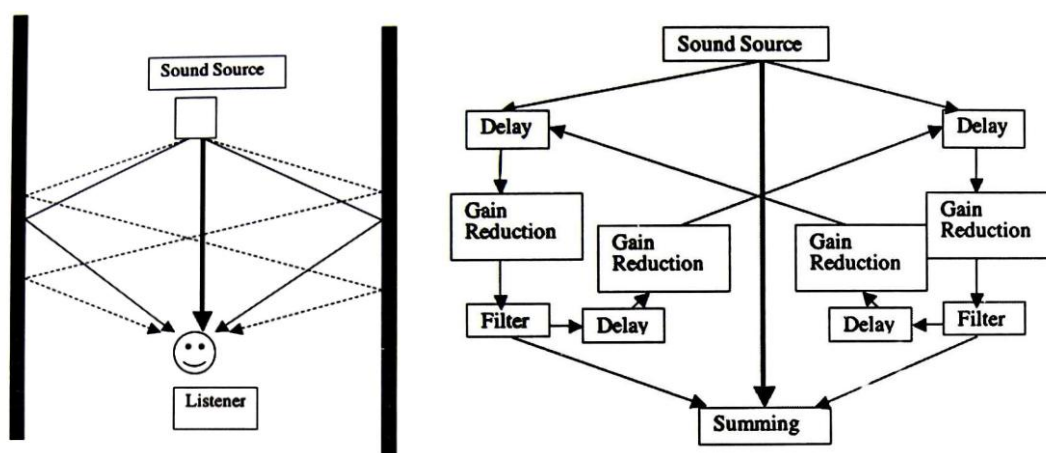 Sound Source
Listener
Sound Source
Delay
Delay
Gain
Reduction
Gain
Reduction
Gain
Reduction
Gain
Reduction
Filter
Delay
Delay
Filter
Summing